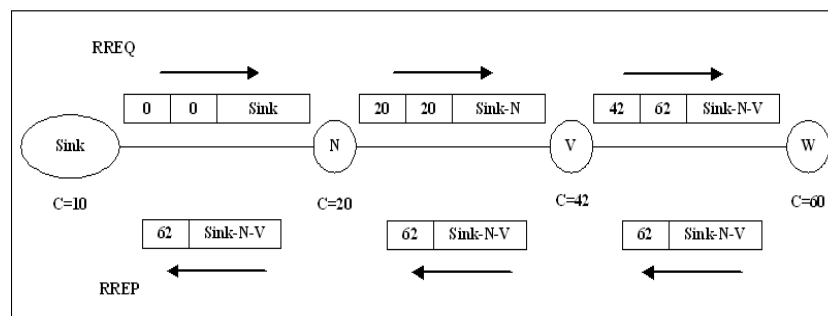 RREQ
0 0 Sink
20 20 Sink-N
42 62 Sink-N-V
Sink
N
V
W
C=10
C=20
C=42
C=60
62 Sink-N-V
62 Sink-N-V
62 Sink-N-V
RREP